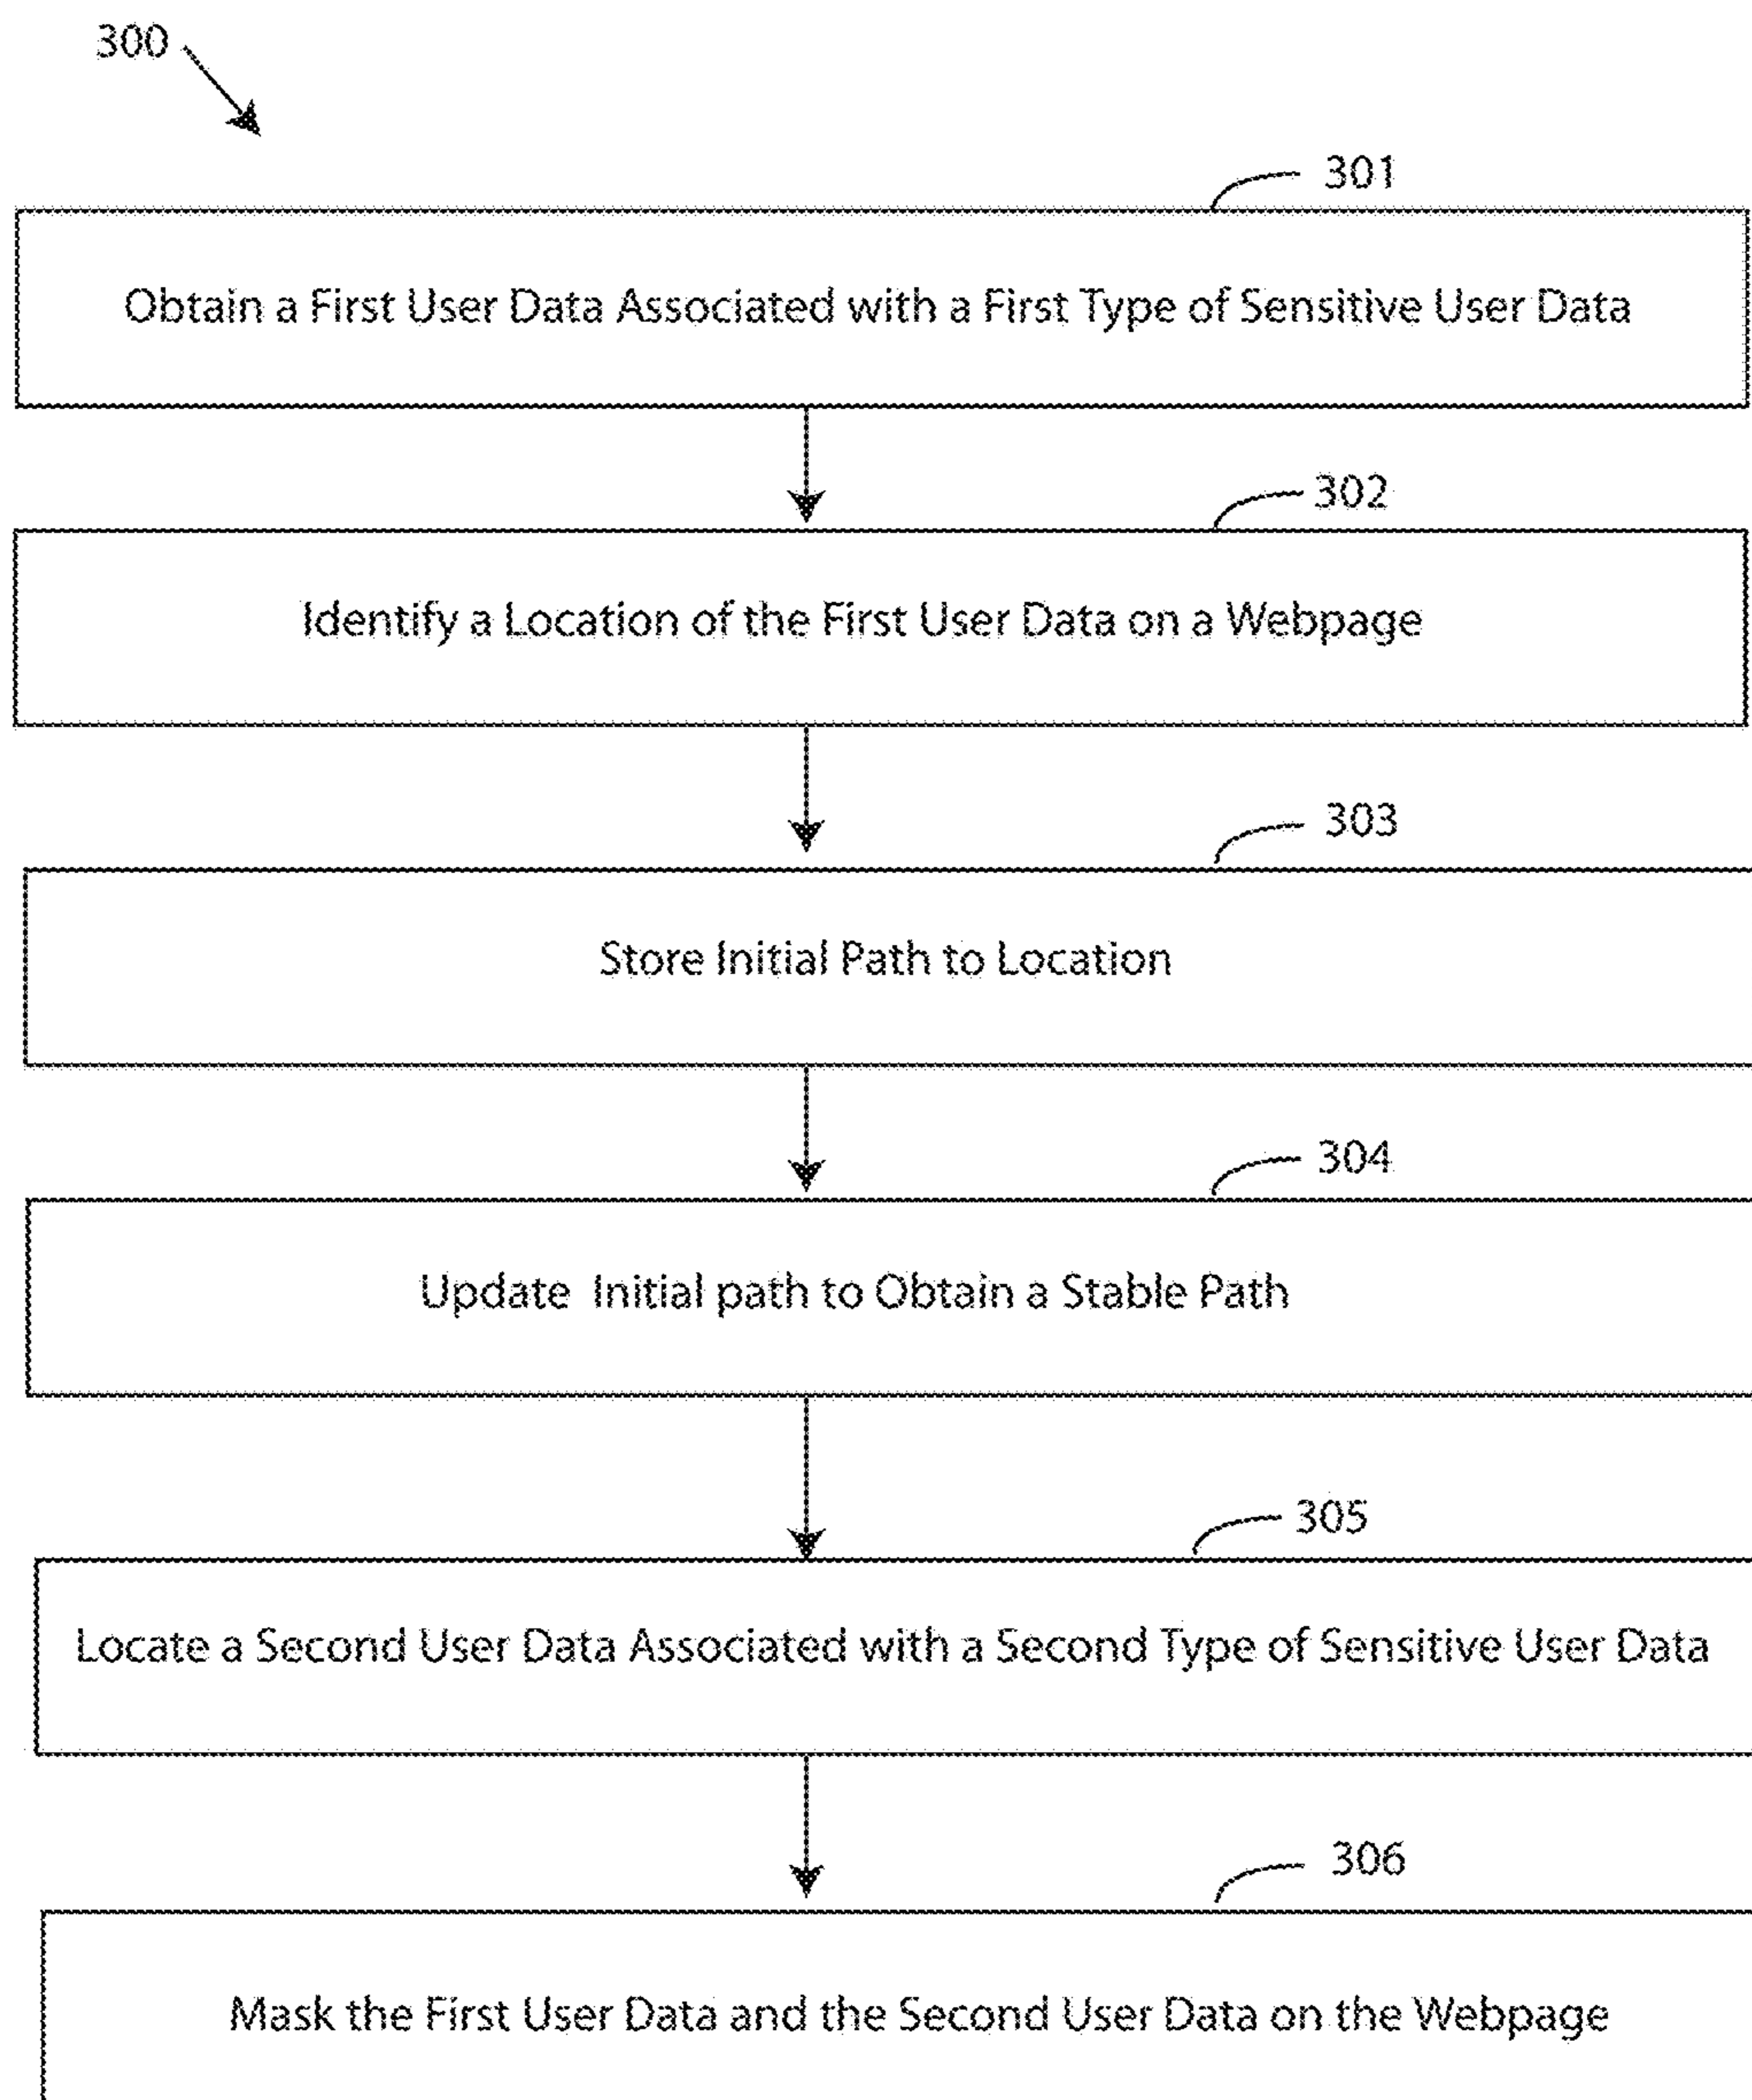 300
301
Obtain a First User Data Associated with a First Type of Sensitive User Data
302
Identify a Location of the First User Data on a Webpage
303
Store Initial Path to Location
304
Update Initial path to Obtain a Stable Path
305
Locate a Second User Data Associated with a Second Type of Sensitive User Data
306
Mask the First User Data and the Second User Data on the Webpage